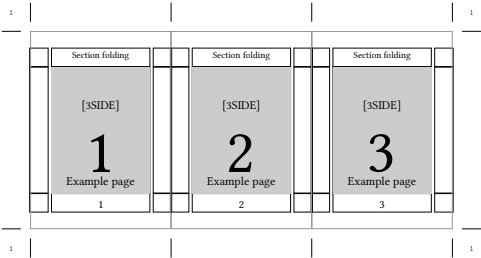 1 1
Section folding Section folding Section folding
[3SIDE] [3SIDE] [3SIDE]
1 2 3
Example page Example page Example page
1 2 3
1 1